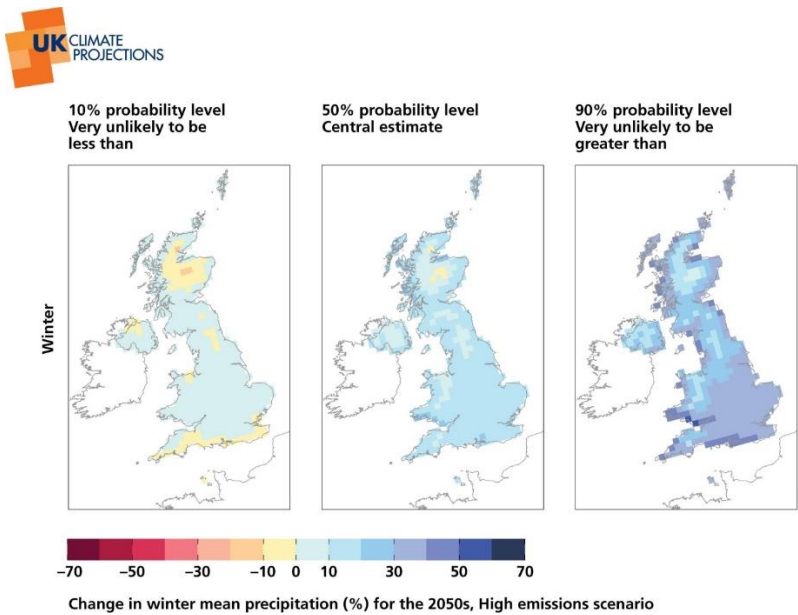 UK CLIMATE
PROJECTIONS
10% probability level
Very unlikely to be
less than
50% probability level
Central estimate
90% probability level
Very unlikely to be
greater than
Winter
−70 −50 −30 −10 0 10 30 50 70
Change in winter mean precipitation (%) for the 2050s, High emissions scenario